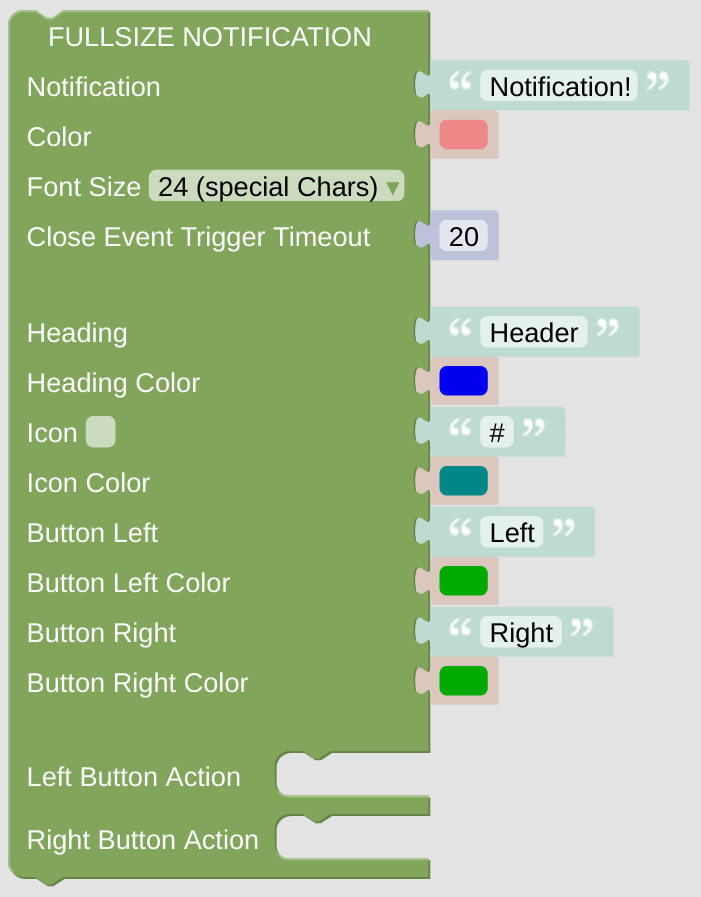 FULLSIZE NOTIFICATION
Notification “ Notification! ”
Color
Font Size 24 (special Chars) ▾
Close Event Trigger Timeout 20
Heading “ Header ”
Heading Color
Icon “ # ”
Icon Color
Button Left “ Left ”
Button Left Color
Button Right “ Right ”
Button Right Color
Left Button Action
Right Button Action